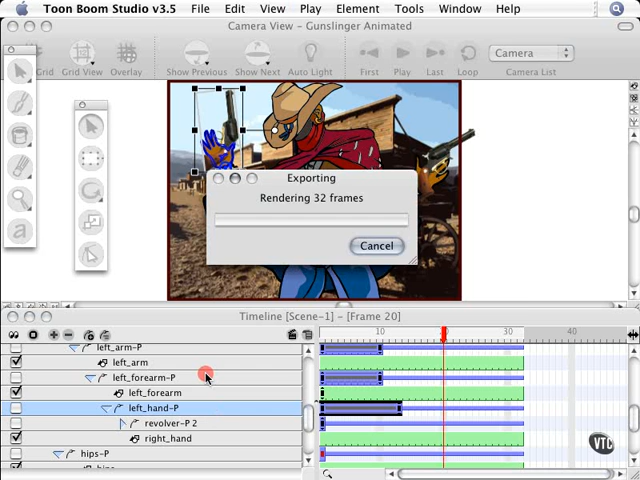 Toon Boom Studio v3.5 File Edit View Play Element Tools Window Help
Camera View - Gunslinger Animated
Grid Grid View Overlay Show Previous Show Next Auto Light First Play Last Loop Camera
Camera List
a
Exporting
Rendering 32 frames
Cancel
Timeline [Scene-1] - [Frame 20]
10 30 40
left_arm-P
left_arm
left_forearm-P
left_forearm
left_hand-P
revolver-P 2
right_hand
hips-P
VTC